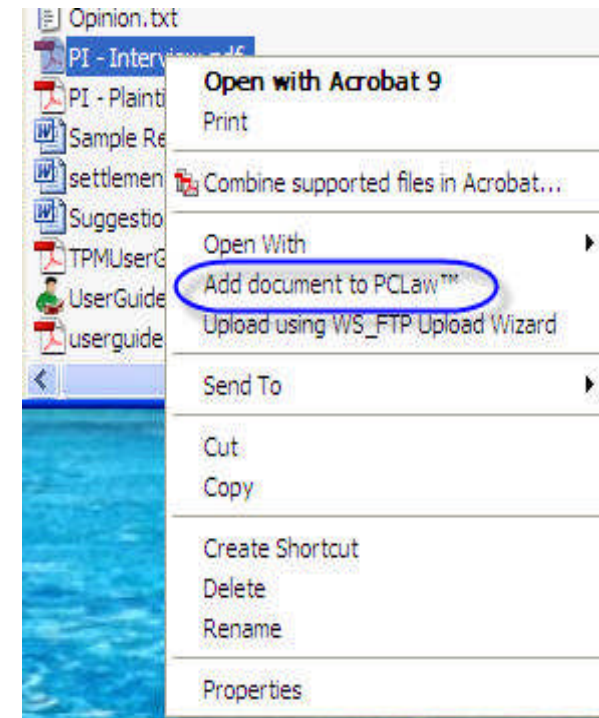 Opinion.txt
PI - Interview.pdf
PI - Plainti
Sample Re
settlemen
Suggestio
TPMUserG
UserGuide
userguide
Open with Acrobat 9
Print
Combine supported files in Acrobat...
Open With
Add document to PCLaw™
Upload using WS_FTP Upload Wizard
Send To
Cut
Copy
Create Shortcut
Delete
Rename
Properties